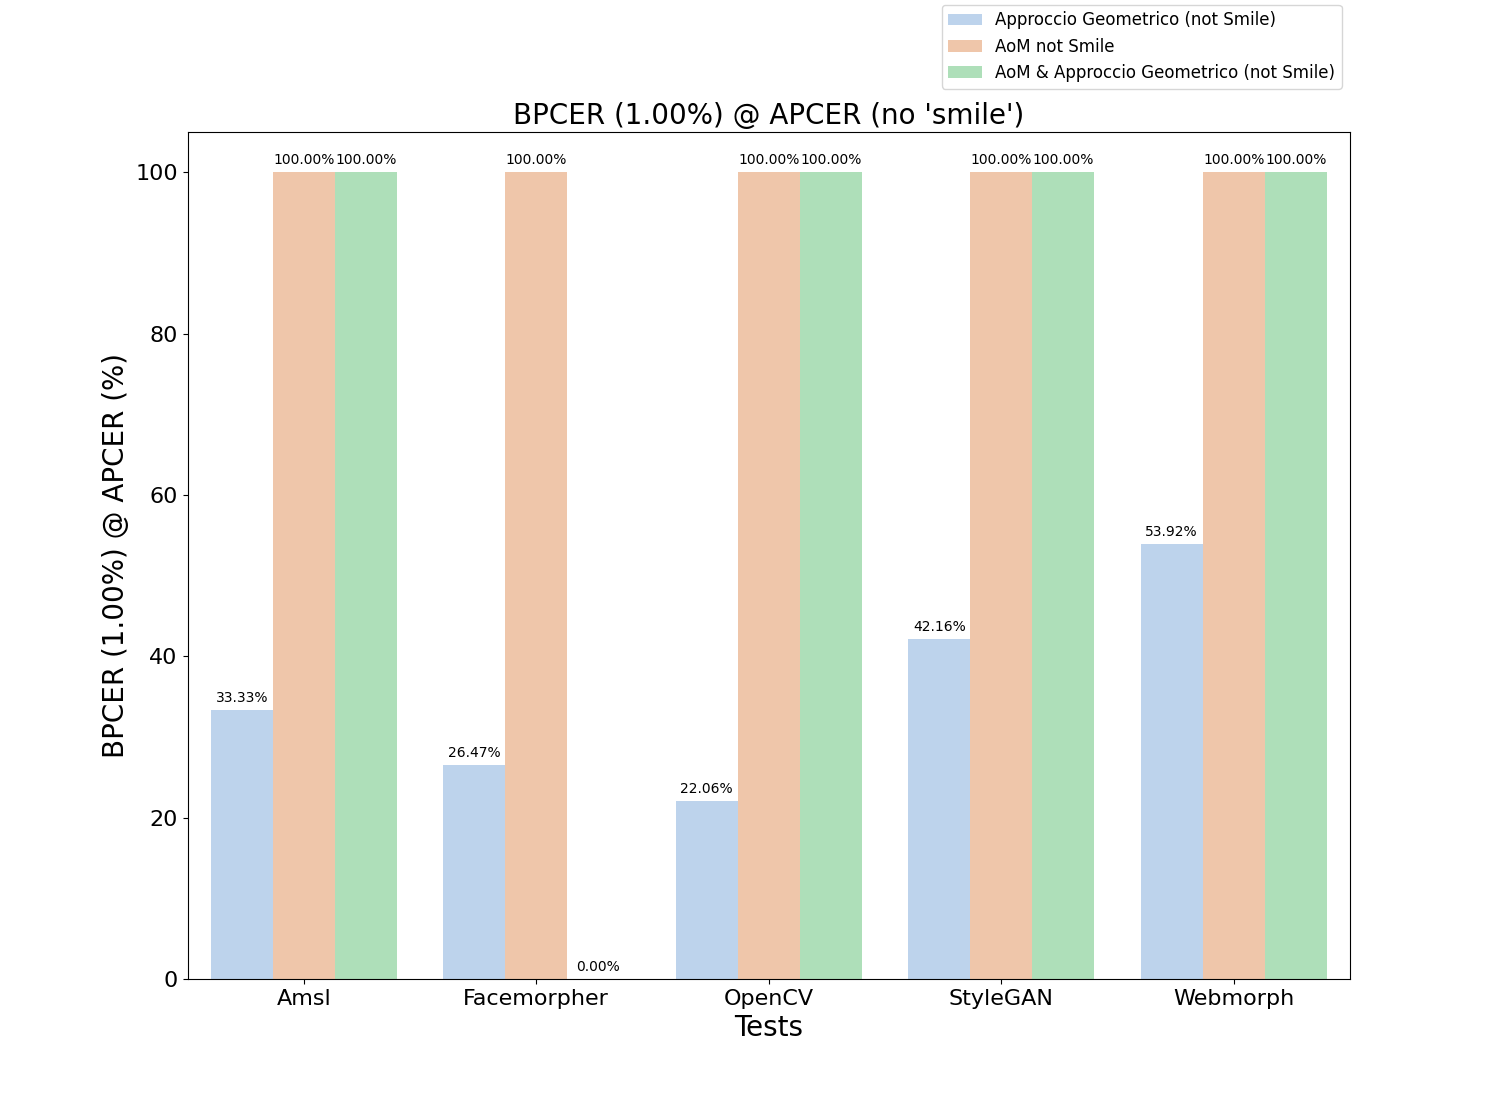 Approccio Geometrico (not Smile)
AoM not Smile
AoM & Approccio Geometrico (not Smile)
BPCER (1.00%) @ APCER (no 'smile')
BPCER (1.00%) @ APCER (%)
100
80
60
40
20
0
33.33%
100.00%
100.00%
26.47%
100.00%
0.00%
22.06%
100.00%
100.00%
42.16%
100.00%
100.00%
53.92%
100.00%
100.00%
Amsl
Facemorpher
OpenCV
StyleGAN
Webmorph
Tests